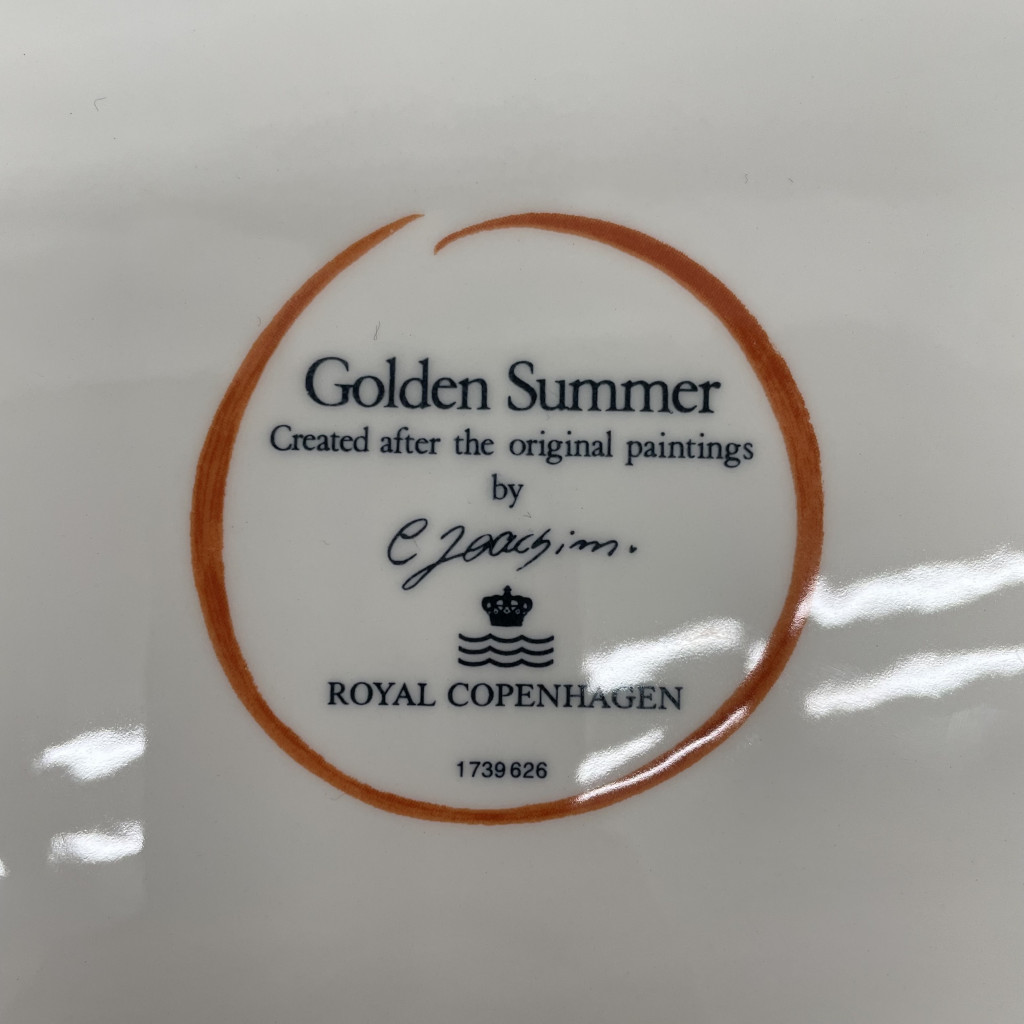 Golden Summer
Created after the original paintings
by
C Joachim.
ROYAL COPENHAGEN
1739626